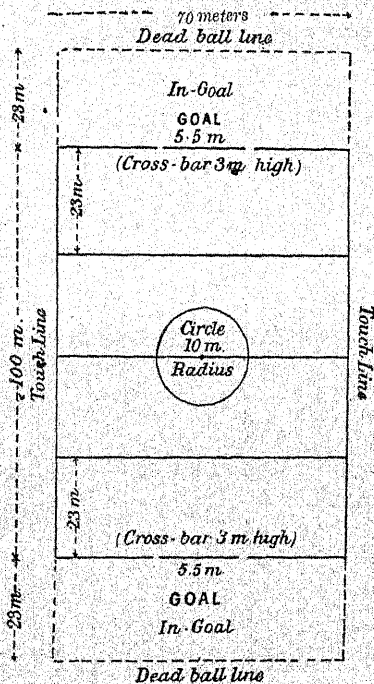 70 meters
Dead ball line
In-Goal
GOAL
5.5 m
(Cross-bar 3 m high)
23 m
23 m
Circle
10 m.
Radius
Touch Line
100 m.
Touch Line
23 m
(Cross-bar 3 m high)
5.5 m
GOAL
In-Goal
23 m
Dead ball line